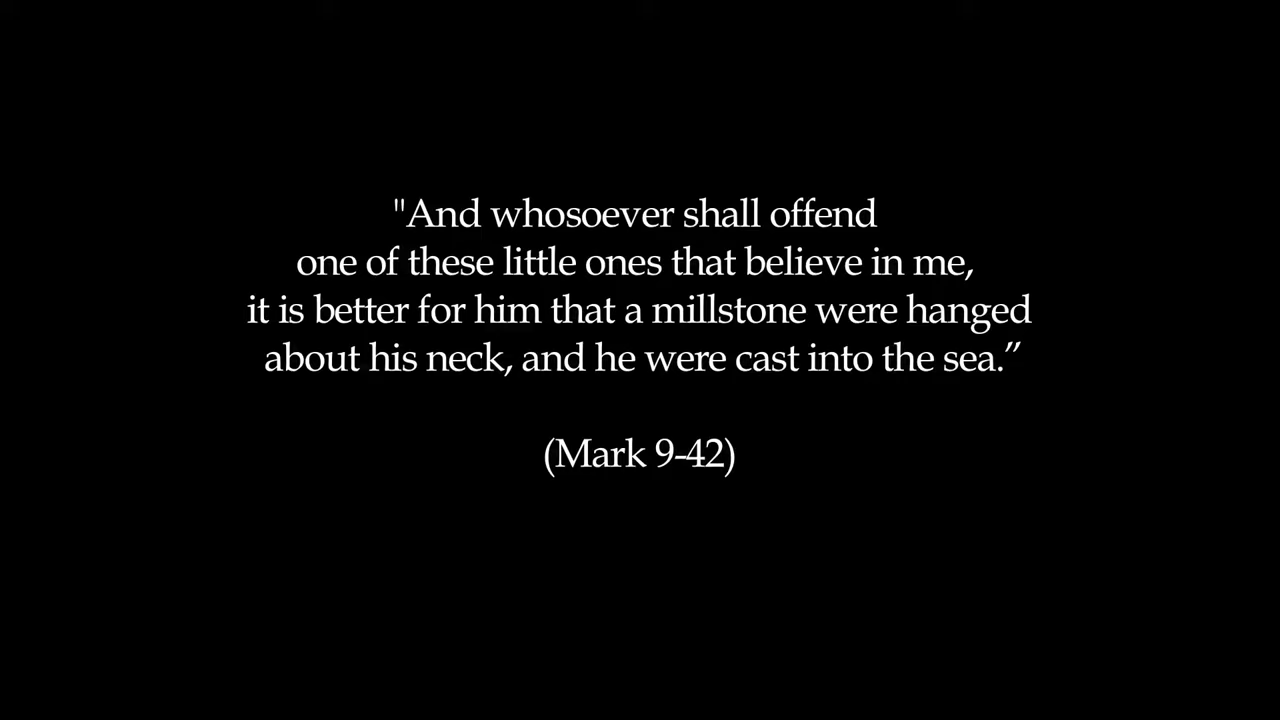 "And whosoever shall offend
one of these little ones that believe in me,
it is better for him that a millstone were hanged
about his neck, and he were cast into the sea.”
(Mark 9-42)